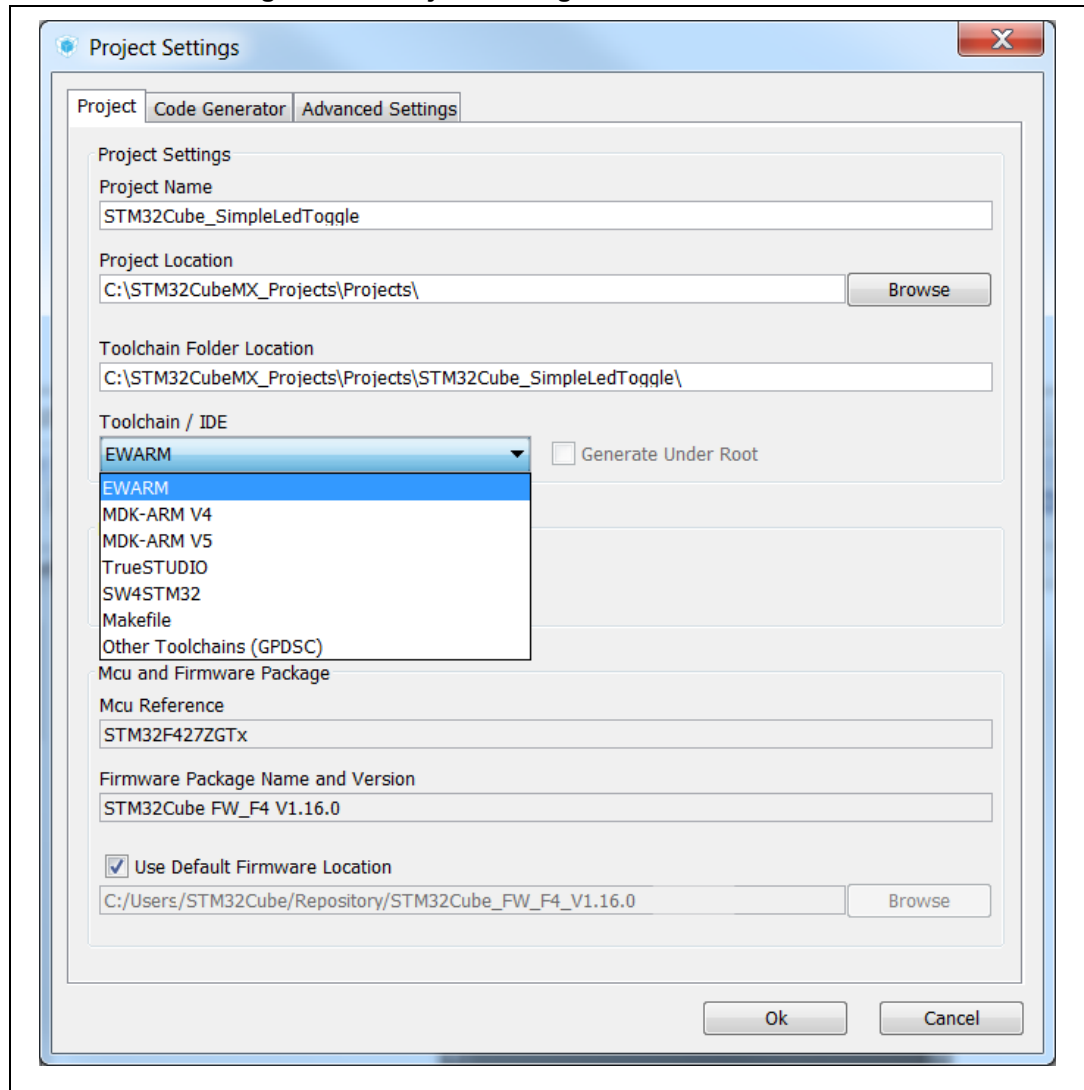 Project Settings
X
Project Code Generator Advanced Settings
Project Settings
Project Name
STM32Cube_SimpleLedToggle
Project Location
C:\STM32CubeMX_Projects\Projects\ Browse
Toolchain Folder Location
C:\STM32CubeMX_Projects\Projects\STM32Cube_SimpleLedToggle\
Toolchain / IDE
EWARM Generate Under Root
EWARM
MDK-ARM V4
MDK-ARM V5
TrueSTUDIO
SW4STM32
Makefile
Other Toolchains (GPDSC)
Mcu and Firmware Package
Mcu Reference
STM32F427ZGTx
Firmware Package Name and Version
STM32Cube FW_F4 V1.16.0
Use Default Firmware Location
C:/Users/STM32Cube/Repository/STM32Cube_FW_F4_V1.16.0 Browse
Ok Cancel